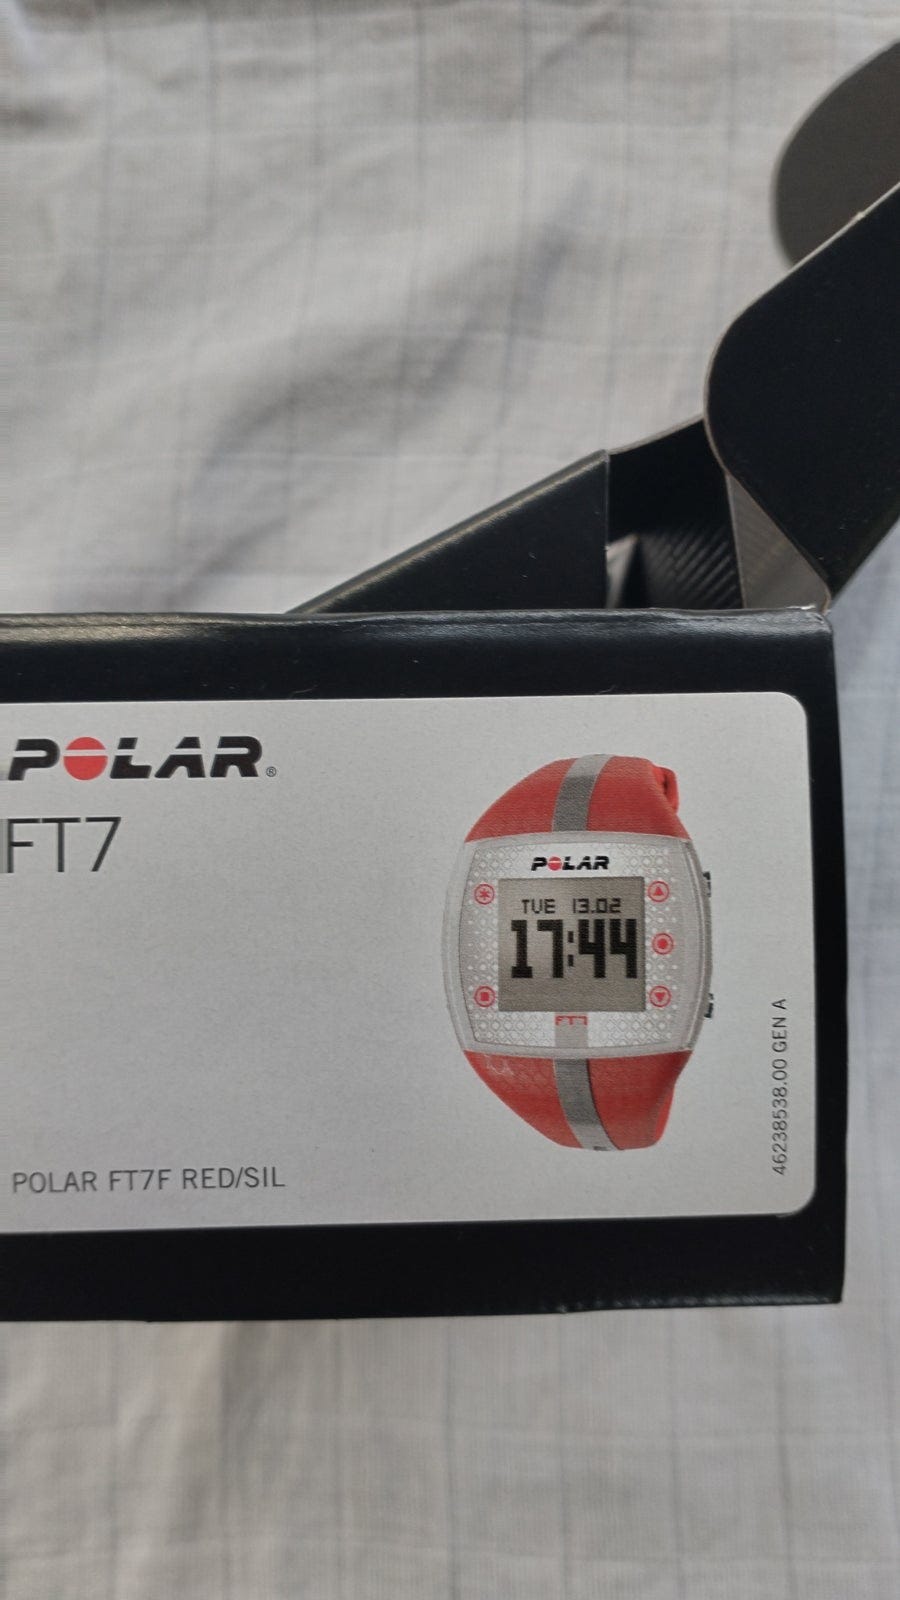 POLAR®
FT7
POLAR
TUE 13.02
17:44
FT7
POLAR FT7F RED/SIL
46238538.00 GEN A